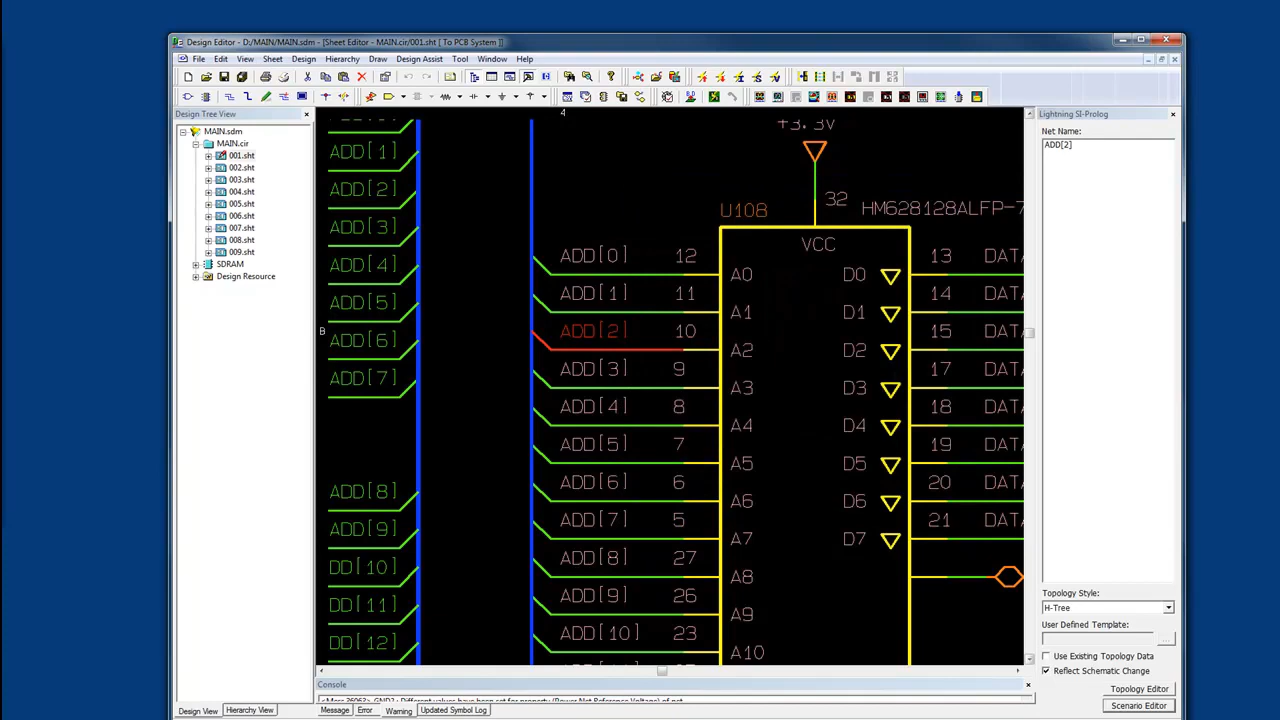 Design Editor - D:/MAIN/MAIN.sdm - [Sheet Editor - MAIN.cir/001.sht [ To PCB System ]]
File Edit View Sheet Design Hierarchy Draw Design Assist Tool Window Help
Design Tree View
MAIN.sdm
MAIN.cir
001.sht
002.sht
003.sht
004.sht
005.sht
006.sht
007.sht
008.sht
009.sht
SDRAM
Design Resource
Design View Hierarchy View
4
B
ADD[1]
ADD[2]
ADD[3]
ADD[4]
ADD[5]
ADD[6]
ADD[7]
ADD[8]
ADD[9]
DD[10]
DD[11]
DD[12]
+3.3V
32
U108 HM628128ALFP-7
VCC
ADD[0] 12 A0 D0 13 DATA
ADD[1] 11 A1 D1 14 DATA
ADD[2] 10 A2 D2 15 DATA
ADD[3] 9 A3 D3 17 DATA
ADD[4] 8 A4 D4 18 DATA
ADD[5] 7 A5 D5 19 DATA
ADD[6] 6 A6 D6 20 DATA
ADD[7] 5 A7 D7 21 DATA
ADD[8] 27 A8
ADD[9] 26 A9
ADD[10] 23 A10
Console
Message Error Warning Updated Symbol Log
Lightning SI-Prolog
Net Name:
ADD[2]
Topology Style:
H-Tree
User Defined Template:
...
Use Existing Topology Data
Reflect Schematic Change
Topology Editor
Scenario Editor